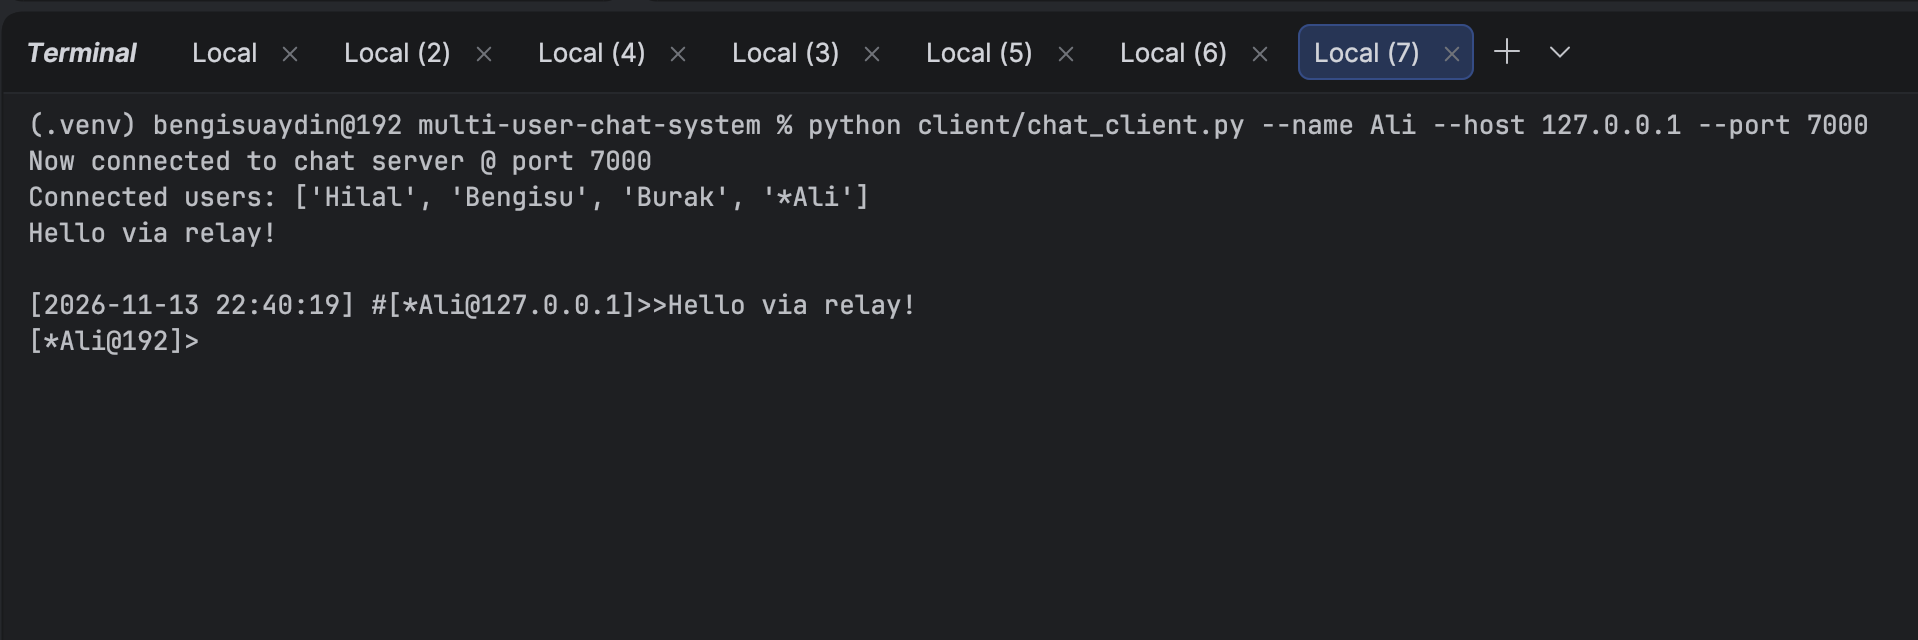 Terminal Local × Local (2) × Local (4) × Local (3) × Local (5) × Local (6) × Local (7) ×
(.venv) bengisuaydin@192 multi-user-chat-system % python client/chat_client.py --name Ali --host 127.0.0.1 --port 7000
Now connected to chat server @ port 7000
Connected users: ['Hilal', 'Bengisu', 'Burak', '*Ali']
Hello via relay!
[2026-11-13 22:40:19] #[*Ali@127.0.0.1]>>Hello via relay!
[*Ali@192]>